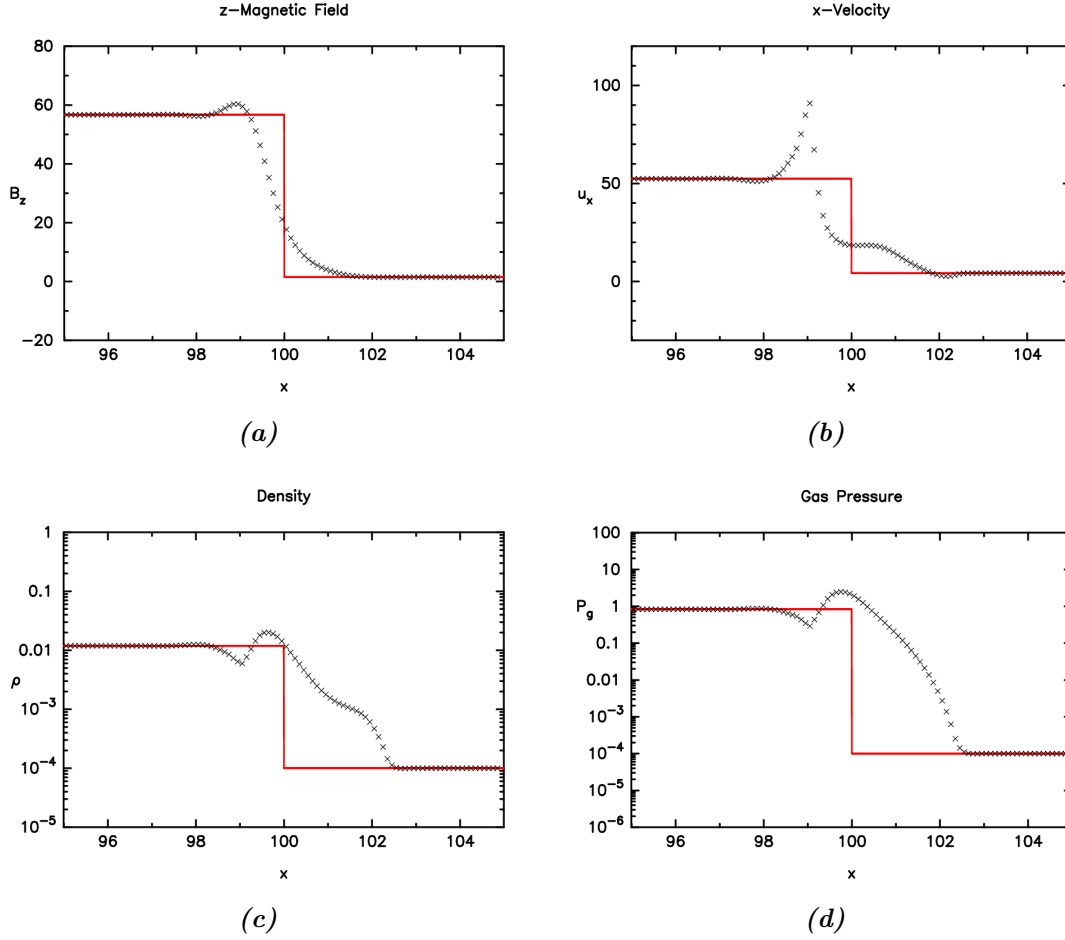 z-Magnetic Field
80
60
40
20
0
-20
B_z
96 98 100 102 104
x
(a)
x-Velocity
100
50
0
u_x
96 98 100 102 104
x
(b)
Density
1
0.1
0.01
10^-3
10^-4
10^-5
ρ
96 98 100 102 104
x
(c)
Gas Pressure
100
10
1
0.1
0.01
10^-3
10^-4
10^-5
10^-6
P_g
96 98 100 102 104
x
(d)